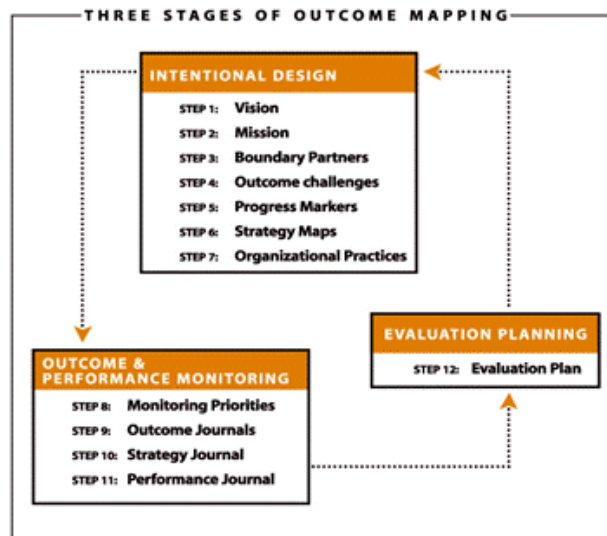 THREE STAGES OF OUTCOME MAPPING
INTENTIONAL DESIGN
STEP 1: Vision
STEP 2: Mission
STEP 3: Boundary Partners
STEP 4: Outcome challenges
STEP 5: Progress Markers
STEP 6: Strategy Maps
STEP 7: Organizational Practices
OUTCOME &
PERFORMANCE MONITORING
STEP 8: Monitoring Priorities
STEP 9: Outcome Journals
STEP 10: Strategy Journal
STEP 11: Performance Journal
EVALUATION PLANNING
STEP 12: Evaluation Plan